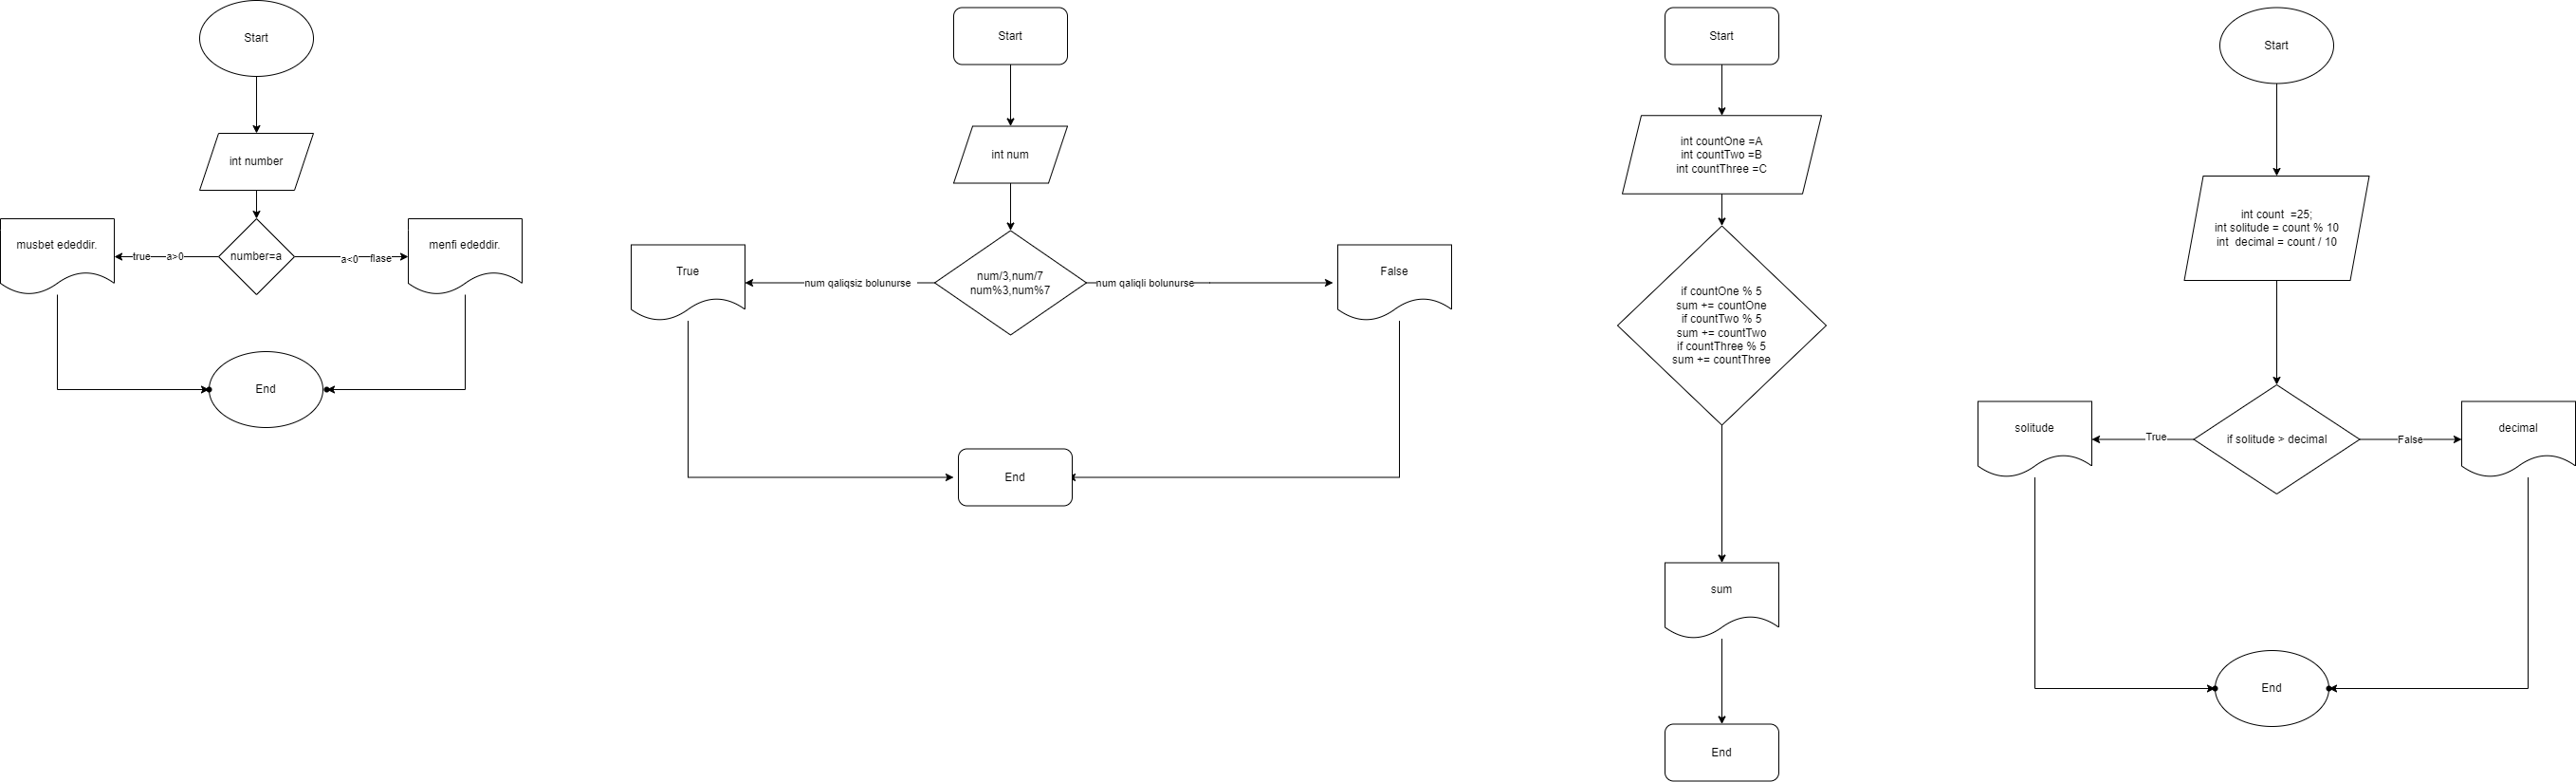 Start
int number
number=a
true
a>0
a<0
flase
musbet ededdir.
menfi ededdir.
End
Start
int num
num/3,num/7
num%3,num%7
num qaliqsiz bolunurse
num qaliqli bolunurse
True
False
End
Start
int countOne =A
int countTwo =B
int countThree =C
if countOne % 5
sum += countOne
if countTwo % 5
sum += countTwo
if countThree % 5
sum += countThree
sum
End
Start
int count  =25;
int solitude = count % 10
int  decimal = count / 10
if solitude > decimal
True
False
solitude
decimal
End